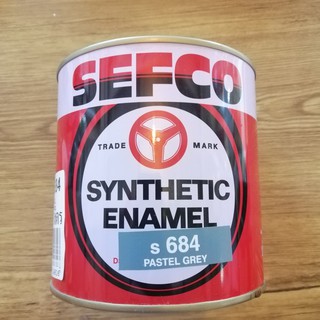 SEFCO
TRADE MARK
SYNTHETIC
ENAMEL
s 684
PASTEL GREY